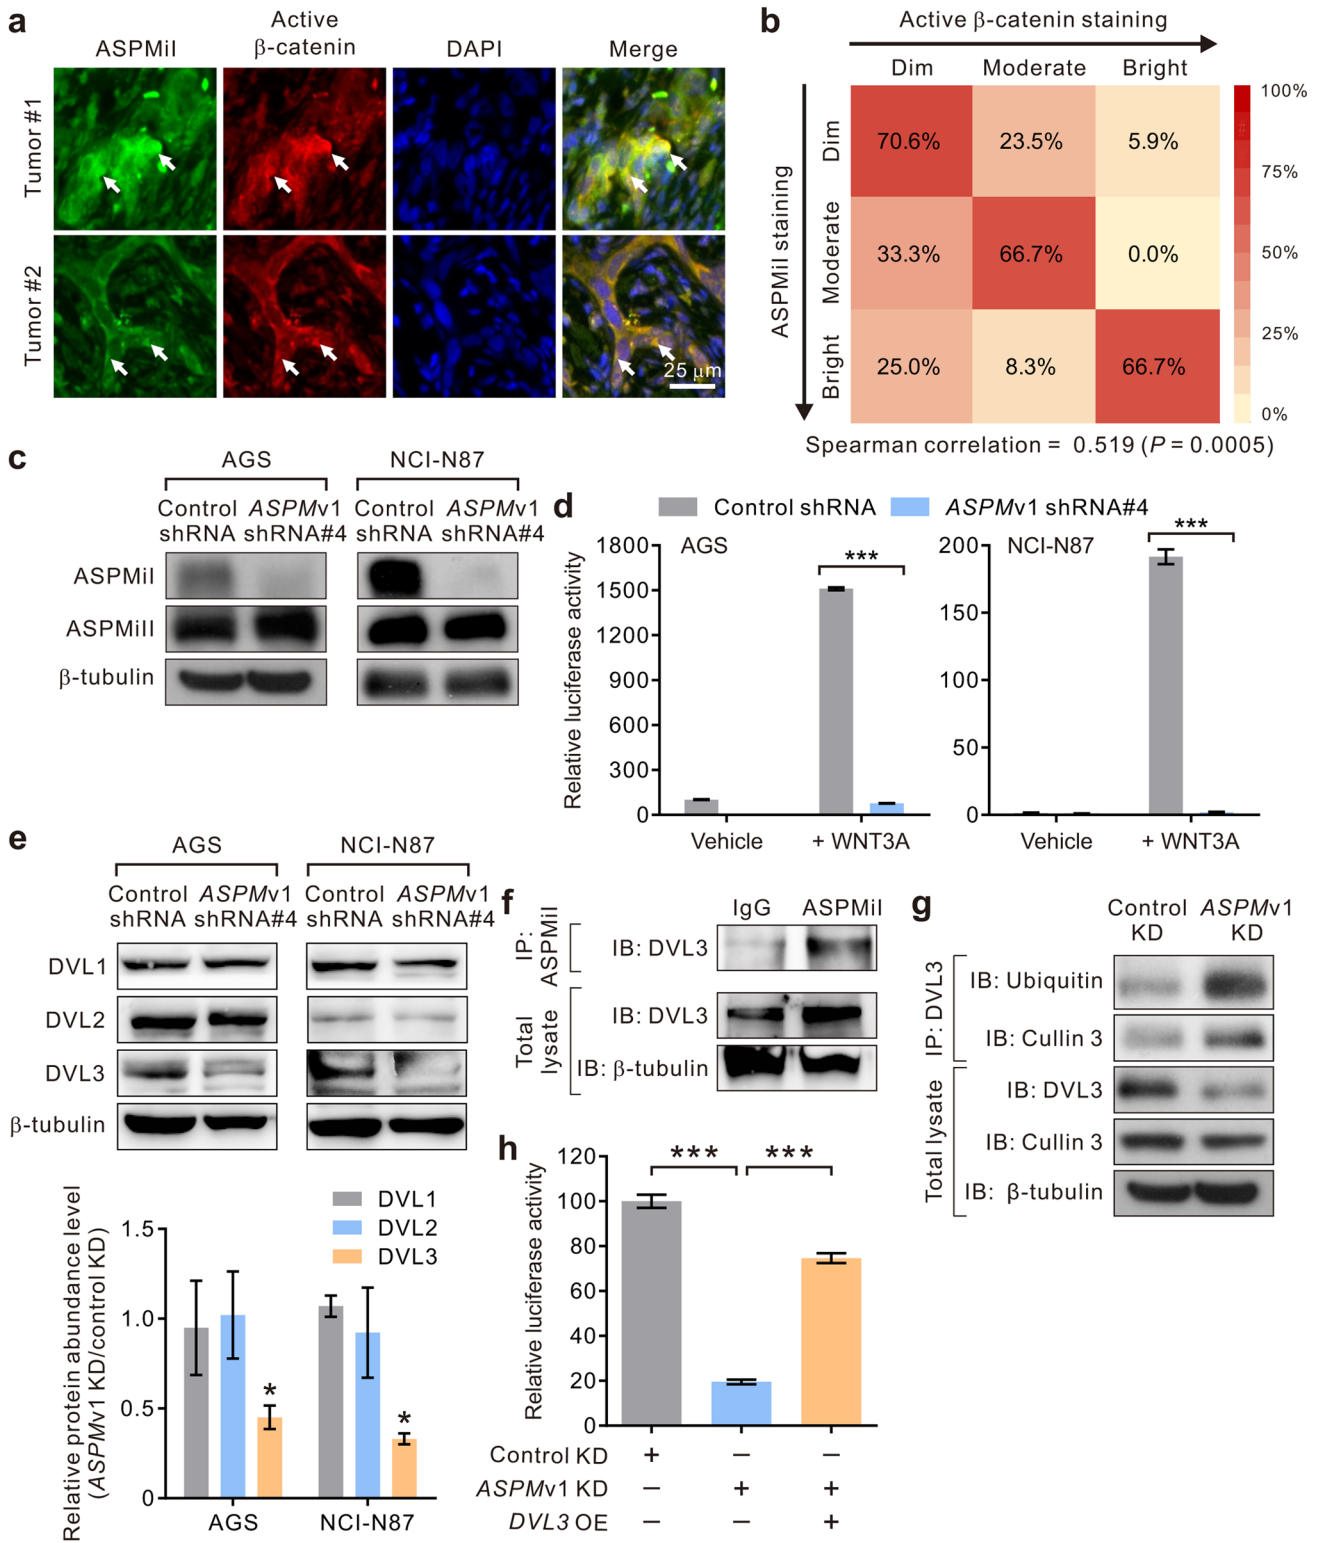 a
ASPMiI
Active
β-catenin
DAPI
Merge
Tumor #1
Tumor #2
25 μm
b
Active β-catenin staining
Dim
Moderate
Bright
ASPMiI staining
Dim
70.6%
23.5%
5.9%
Moderate
33.3%
66.7%
0.0%
Bright
25.0%
8.3%
66.7%
100%
75%
50%
25%
0%
Spearman correlation = 0.519 (P = 0.0005)
c
AGS
NCI-N87
Control ASPMv1
shRNA shRNA#4
Control ASPMv1
shRNA shRNA#4
ASPMiI
ASPMiII
β-tubulin
d
Control shRNA
ASPMv1 shRNA#4
Relative luciferase activity
AGS
1800
1500
1200
900
600
300
0
***
Vehicle
+ WNT3A
NCI-N87
200
150
100
50
0
***
Vehicle
+ WNT3A
e
AGS
NCI-N87
Control ASPMv1
shRNA shRNA#4
Control ASPMv1
shRNA shRNA#4
DVL1
DVL2
DVL3
β-tubulin
DVL1
DVL2
DVL3
Relative protein abundance level
(ASPMv1 KD/control KD)
1.5
1.0
0.5
0
*
*
AGS
NCI-N87
f
IgG
ASPMiI
IP:
ASPMiI
IB: DVL3
Total
lysate
IB: DVL3
IB: β-tubulin
g
Control ASPMv1
KD KD
IP: DVL3
IB: Ubiquitin
IB: Cullin 3
Total lysate
IB: DVL3
IB: Cullin 3
IB: β-tubulin
h
Relative luciferase activity
120
100
80
60
40
20
0
***
***
Control KD + – –
ASPMv1 KD – + +
DVL3 OE – – +